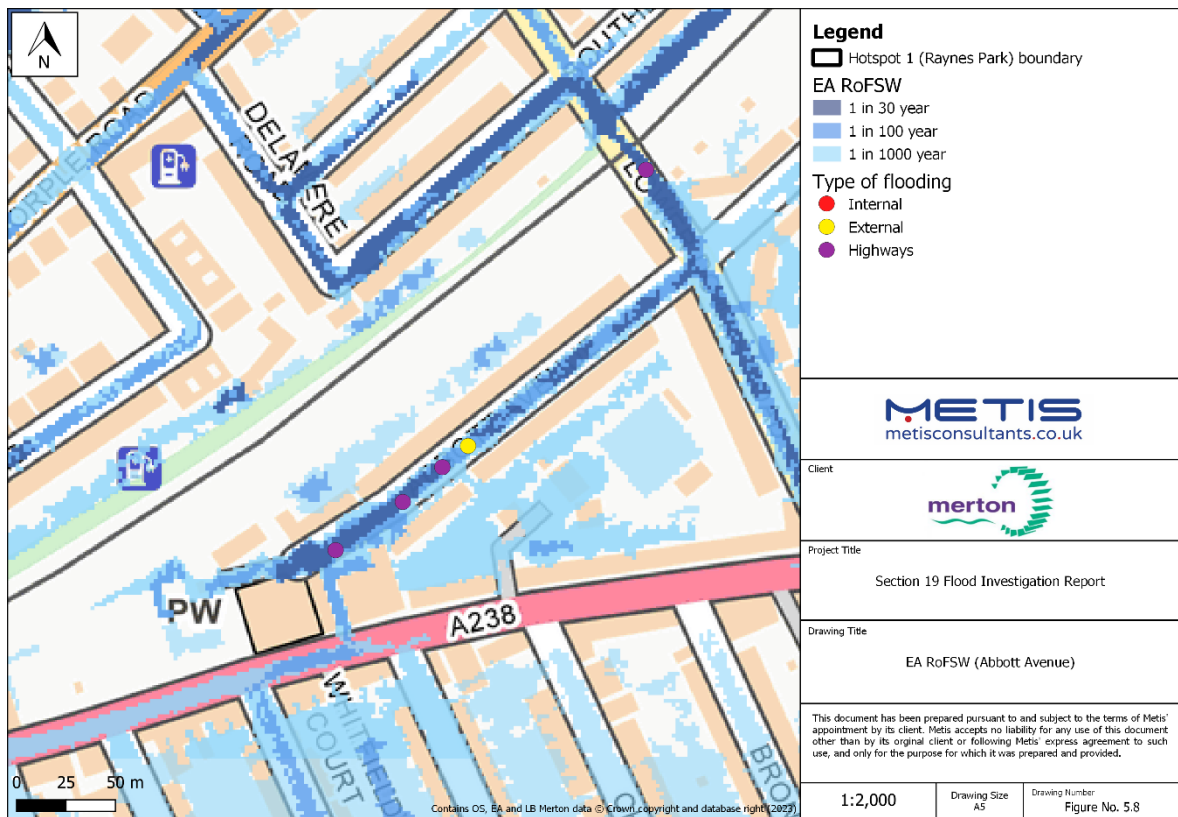 N
DELAMERE
A238
PW
COURT
0 25 50 m
Contains OS, EA and LB Merton data © Crown copyright and database right (2023)
Legend
Hotspot 1 (Raynes Park) boundary
EA RoFSW
1 in 30 year
1 in 100 year
1 in 1000 year
Type of flooding
Internal
External
Highways
METIS
metisconsultants.co.uk
Client
merton
Project Title
Section 19 Flood Investigation Report
Drawing Title
EA RoFSW (Abbott Avenue)
This document has been prepared pursuant to and subject to the terms of Metis'
appointment by its client. Metis accepts no liability for any use of this document
other than by its orginal client or following Metis' express agreement to such
use, and only for the purpose for which it was prepared and provided.
1:2,000
Drawing Size
A5
Drawing Number
Figure No. 5.8